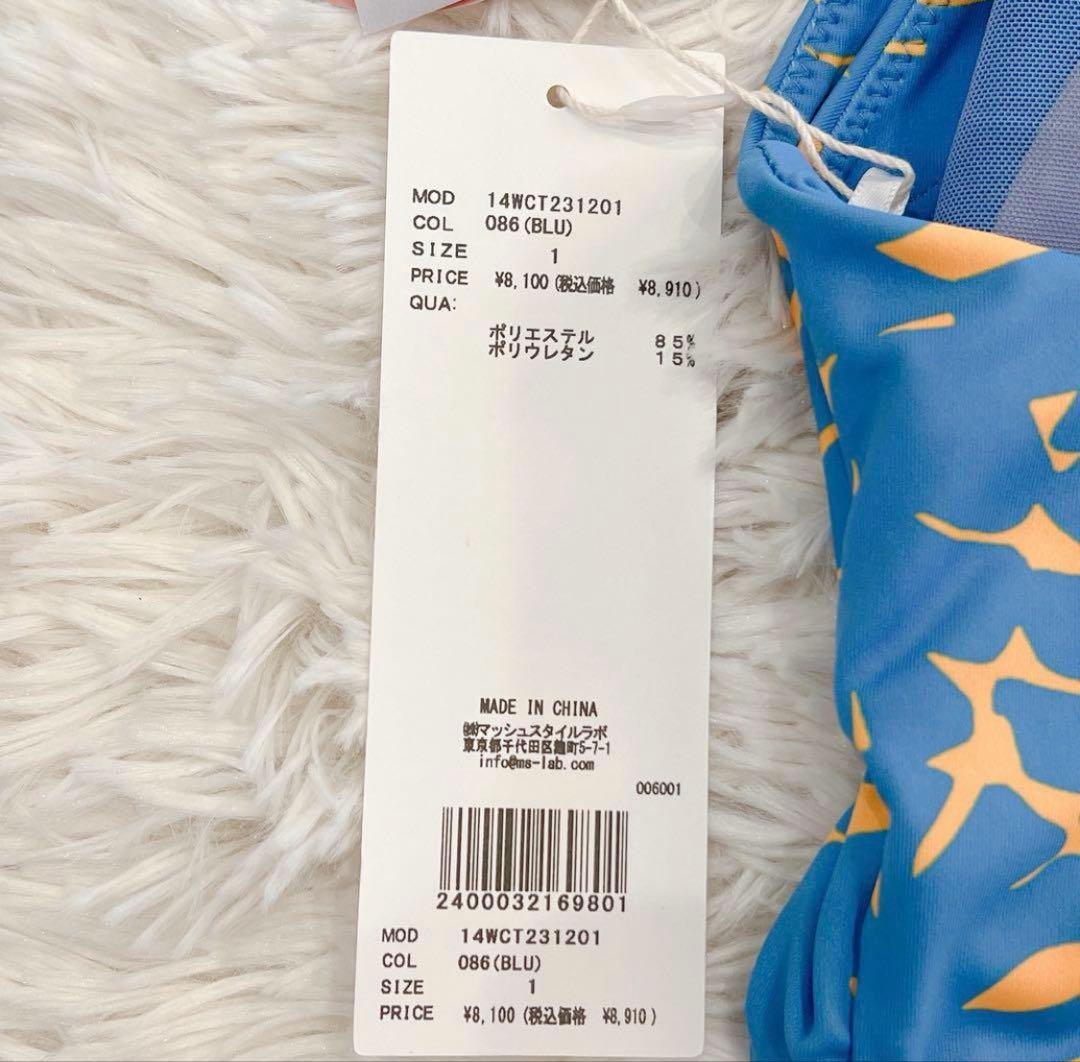 MOD 14WCT231201
COL 086(BLU)
SIZE 1
PRICE ¥8,100(税込価格 ¥8,910)
QUA:
ポリエステル 85%
ポリウレタン 15%
MADE IN CHINA
㈱マッシュスタイルラボ
東京都千代田区麹町5-7-1
info@ms-lab.com
006001
2400032169801
MOD 14WCT231201
COL 086(BLU)
SIZE 1
PRICE ¥8,100(税込価格 ¥8,910)